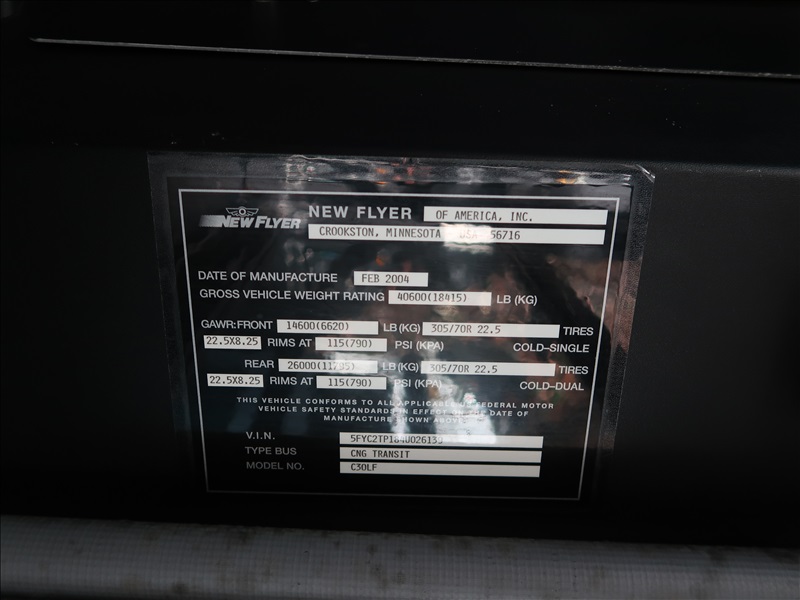 NEW FLYER
NEW FLYER OF AMERICA, INC.
CROOKSTON, MINNESOTA USA 56716
DATE OF MANUFACTURE FEB 2004
GROSS VEHICLE WEIGHT RATING 40600(18415) LB (KG)
GAWR:FRONT 14600(6620) LB (KG) 305/70R 22.5 TIRES
22.5X8.25 RIMS AT 115(790) PSI (KPA) COLD–SINGLE
REAR 26000(11795) LB (KG) 305/70R 22.5 TIRES
22.5X8.25 RIMS AT 115(790) PSI (KPA) COLD–DUAL
THIS VEHICLE CONFORMS TO ALL APPLICABLE US FEDERAL MOTOR
VEHICLE SAFETY STANDARDS IN EFFECT ON THE DATE OF
MANUFACTURE SHOWN ABOVE.
V.I.N.
TYPE BUS CNG TRANSIT
MODEL NO. C30LF